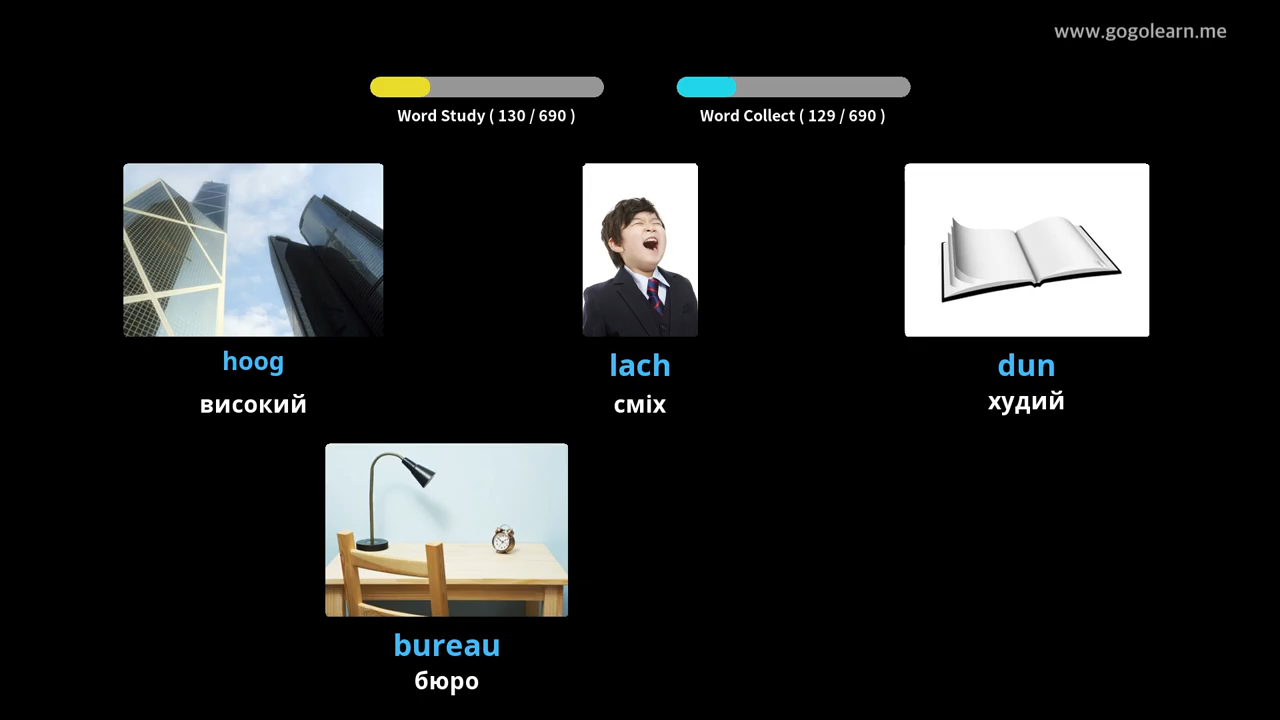 www.gogolearn.me
Word Study ( 130 / 690 )
Word Collect ( 129 / 690 )
hoog
високий
lach
сміх
dun
худий
bureau
бюро